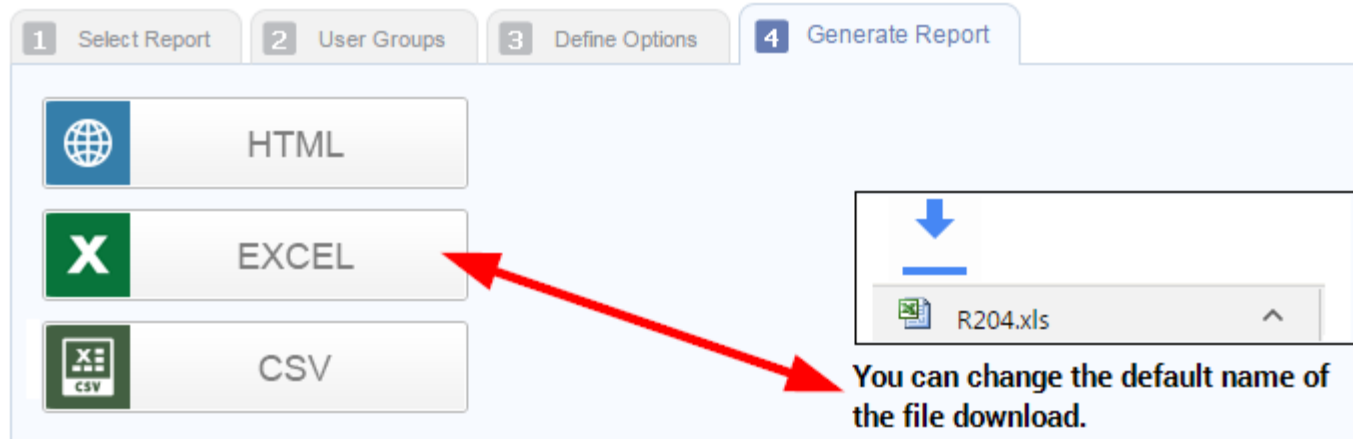 1 Select Report 2 User Groups 3 Define Options 4 Generate Report
HTML
X EXCEL
X CSV CSV
R204.xls
You can change the default name of
the file download.